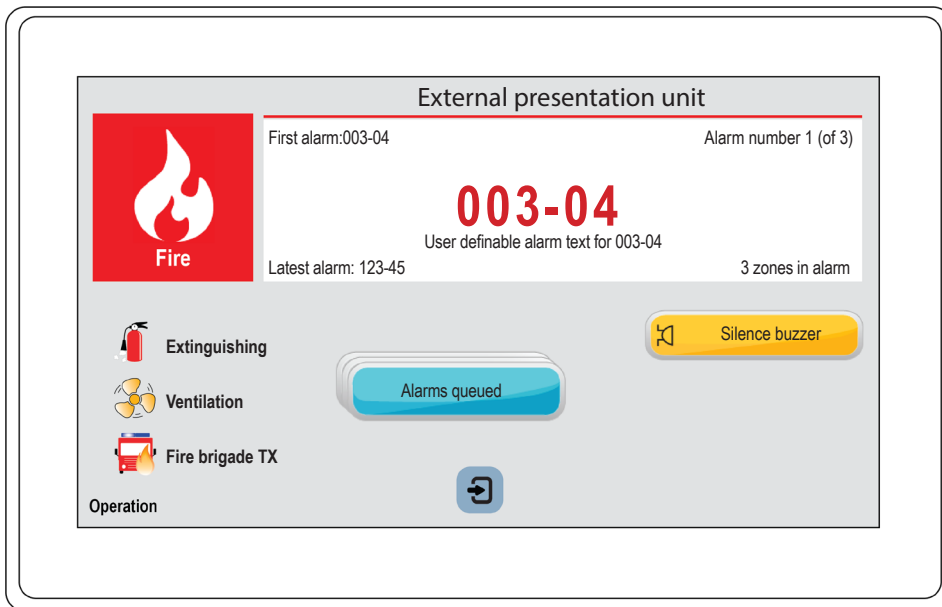 External presentation unit
First alarm:003-04
Alarm number 1 (of 3)
003-04
User definable alarm text for 003-04
Fire
Latest alarm: 123-45
3 zones in alarm
Silence buzzer
Extinguishing
Alarms queued
Ventilation
Fire brigade TX
Operation